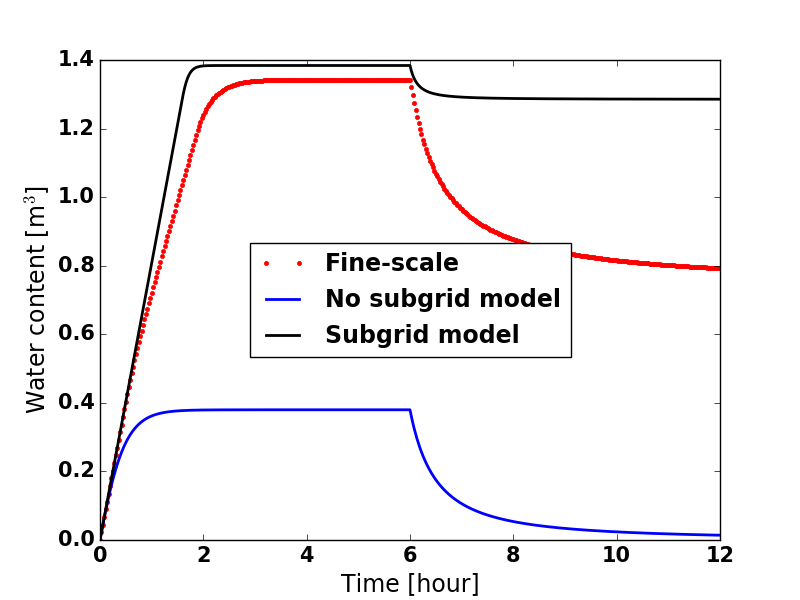 1.4
1.2
1.0
0.8
0.6
0.4
0.2
0.0
Water content [m³]
Fine-scale
No subgrid model
Subgrid model
0 2 4 6 8 10 12
Time [hour]